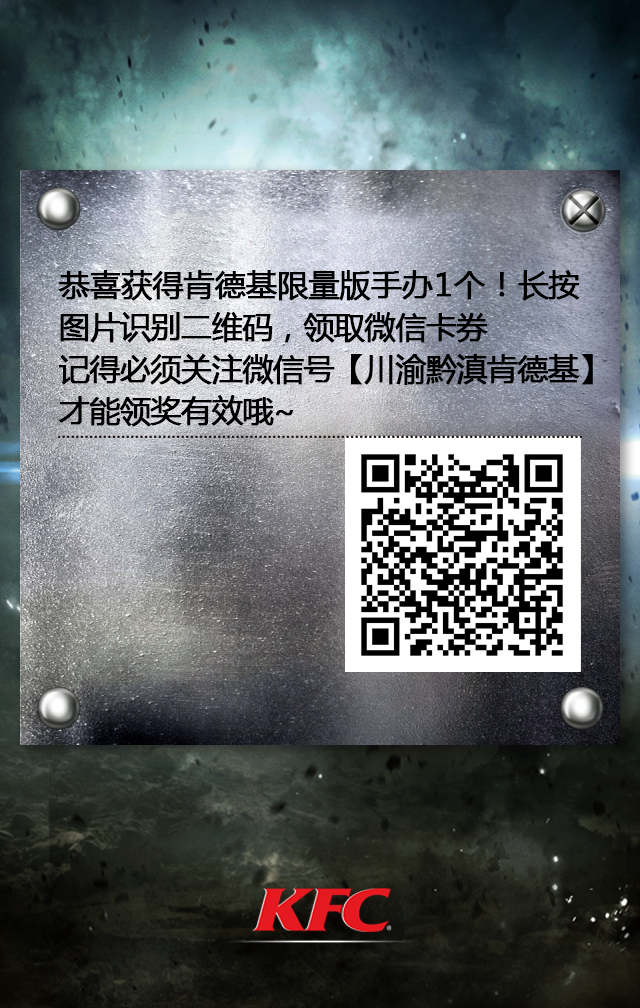 恭喜获得肯德基限量版手办1个！长按
图片识别二维码，领取微信卡券
记得必须关注微信号【川渝黔滇肯德基】
才能领奖有效哦~
KFC